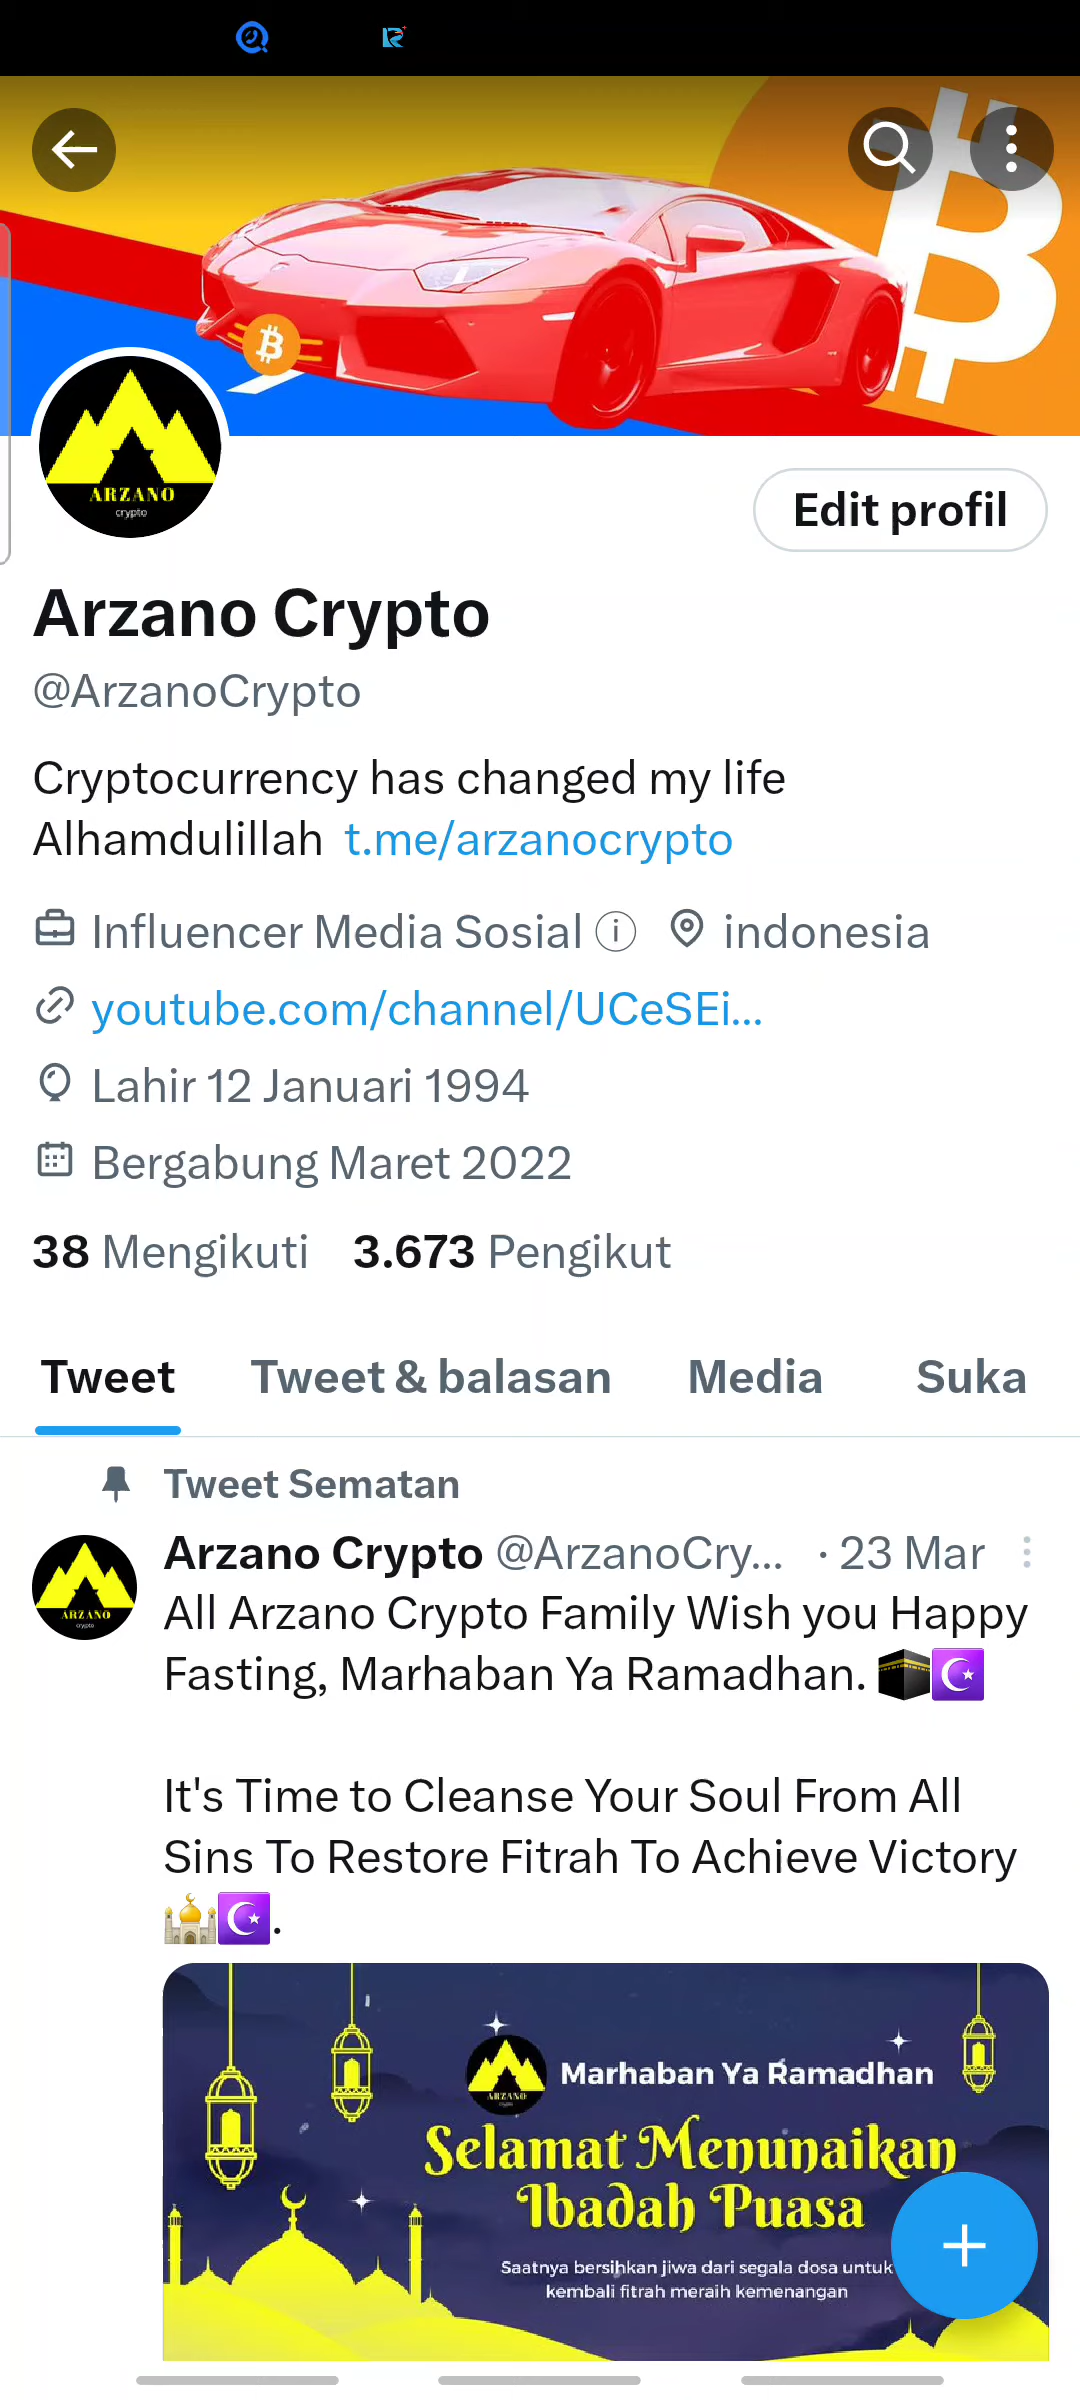 ARZANO
crypto
Edit profil
Arzano Crypto
@ArzanoCrypto
Cryptocurrency has changed my life
Alhamdulillah t.me/arzanocrypto
Influencer Media Sosial indonesia
youtube.com/channel/UCeSEi...
Lahir 12 Januari 1994
Bergabung Maret 2022
38 Mengikuti 3.673 Pengikut
Tweet Tweet & balasan Media Suka
Tweet Sematan
Arzano Crypto @ArzanoCry... · 23 Mar
ARZANO
crypto
All Arzano Crypto Family Wish you Happy
Fasting, Marhaban Ya Ramadhan. 🕋☪️
It's Time to Cleanse Your Soul From All
Sins To Restore Fitrah To Achieve Victory
🕌☪️.
ARZANO
Marhaban Ya Ramadhan
Selamat Menunaikan
Ibadah Puasa
Saatnya bersihkan jiwa dari segala dosa untuk
kembali fitrah meraih kemenangan